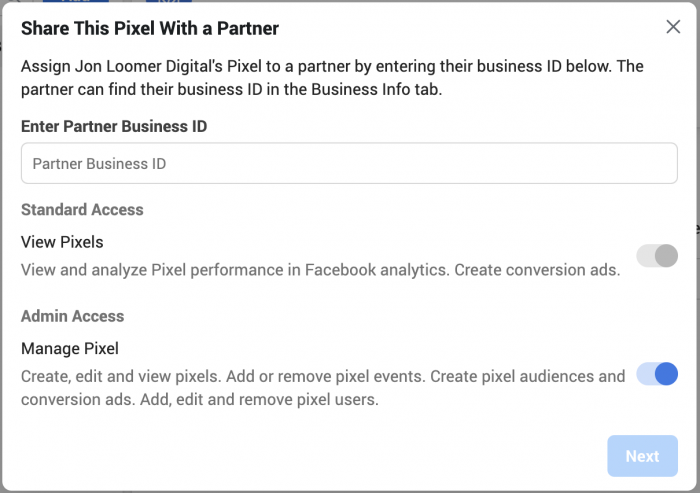 Share This Pixel With a Partner
Assign Jon Loomer Digital's Pixel to a partner by entering their business ID below. The
partner can find their business ID in the Business Info tab.
Enter Partner Business ID
Partner Business ID
Standard Access
View Pixels
View and analyze Pixel performance in Facebook analytics. Create conversion ads.
Admin Access
Manage Pixel
Create, edit and view pixels. Add or remove pixel events. Create pixel audiences and
conversion ads. Add, edit and remove pixel users.
Next